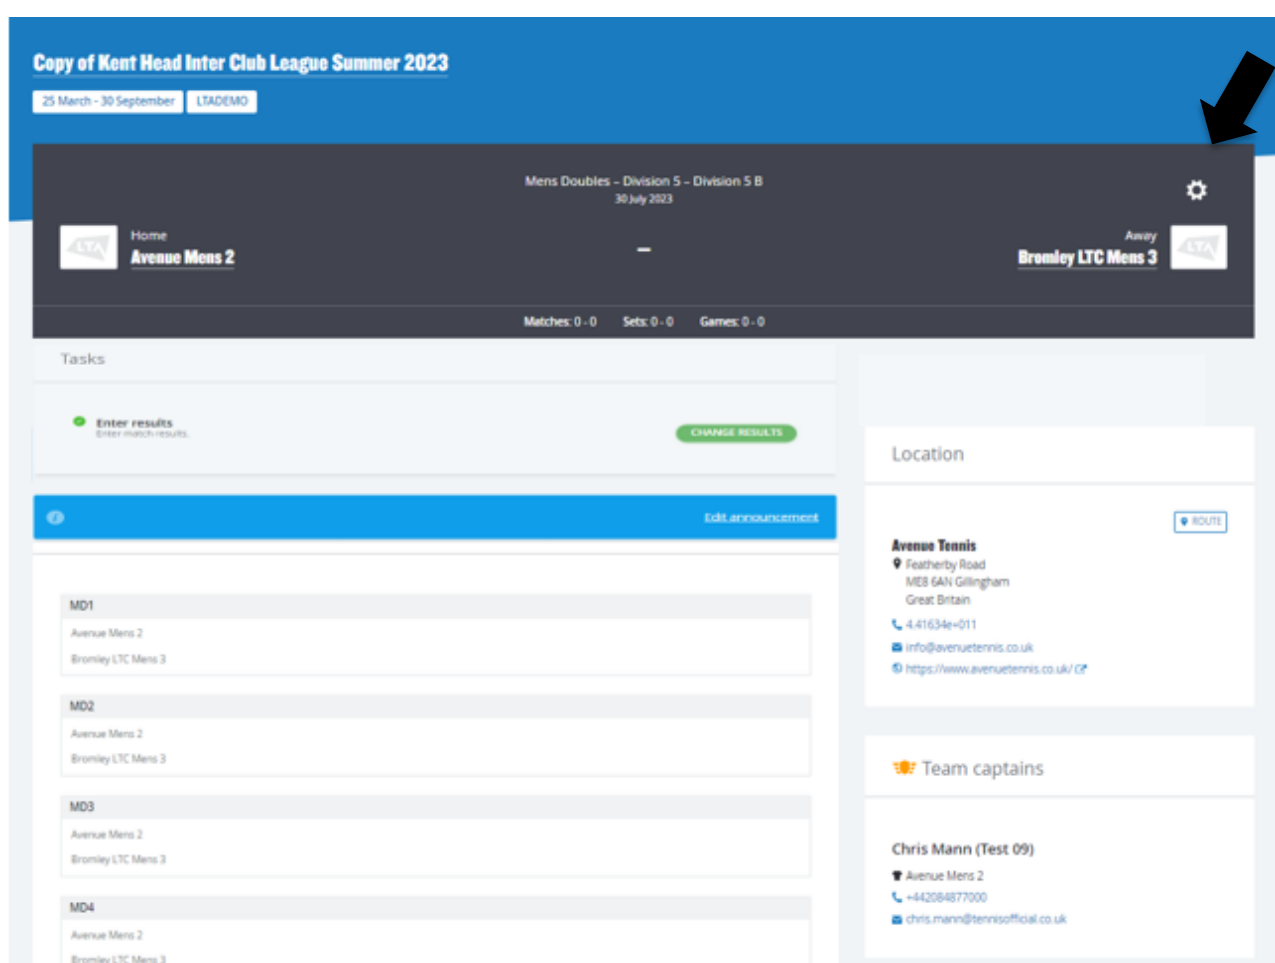 Copy of Kent Head Inter Club League Summer 2023
25 March - 30 September LTADEMO
Mens Doubles – Division 5 – Division 5 B
30 July 2023
LTA
Home
Avenue Mens 2
–
Away
Bromley LTC Mens 3
LTA
Matches: 0 - 0 Sets: 0 - 0 Games: 0 - 0
Tasks
Enter results
Enter match results.
CHANGE RESULTS
Edit announcement
MD1
Avenue Mens 2
Bromley LTC Mens 3
MD2
Avenue Mens 2
Bromley LTC Mens 3
MD3
Avenue Mens 2
Bromley LTC Mens 3
MD4
Avenue Mens 2
Bromley LTC Mens 3
Location
ROUTE
Avenue Tennis
Featherby Road
ME8 6AN Gillingham
Great Britain
4.41634e+011
info@avenuetennis.co.uk
https://www.avenuetennis.co.uk/
Team captains
Chris Mann (Test 09)
Avenue Mens 2
+442084877000
chris.mann@tennisofficial.co.uk